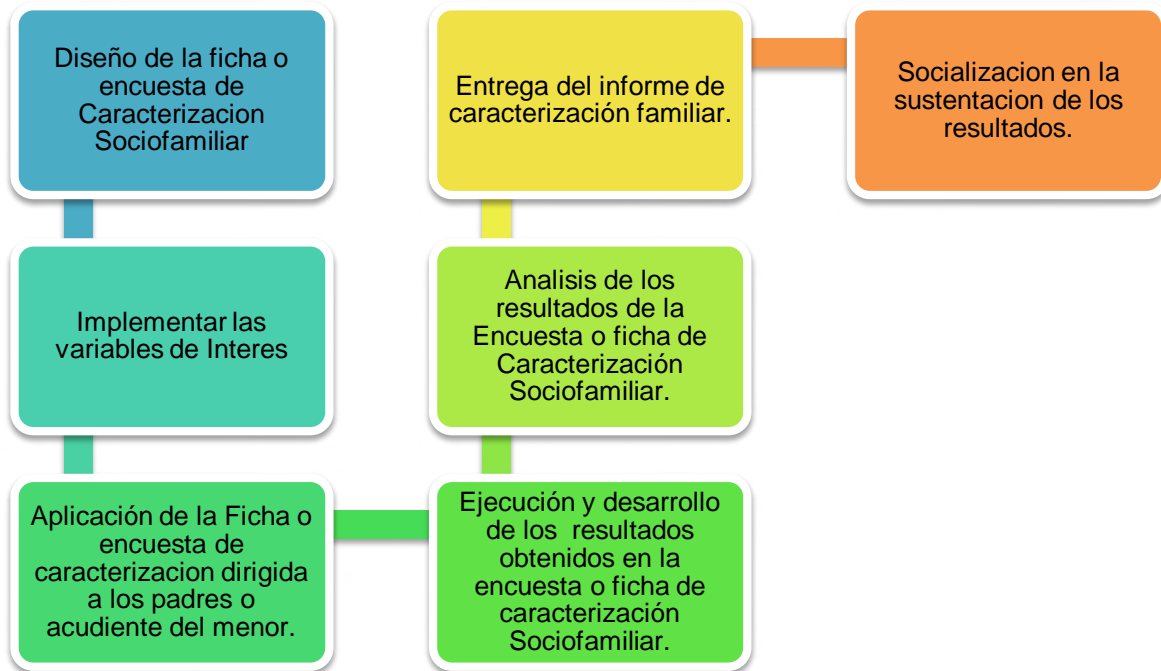 Diseño de la ficha o
encuesta de
Caracterizacion
Sociofamiliar
Implementar las
variables de Interes
Aplicación de la Ficha o
encuesta de
caracterizacion dirigida
a los padres o
acudiente del menor.
Ejecución y desarrollo
de los resultados
obtenidos en la
encuesta o ficha de
caracterización
Sociofamiliar.
Analisis de los
resultados de la
Encuesta o ficha de
Caracterización
Sociofamiliar.
Entrega del informe de
caracterización familiar.
Socializacion en la
sustentacion de los
resultados.